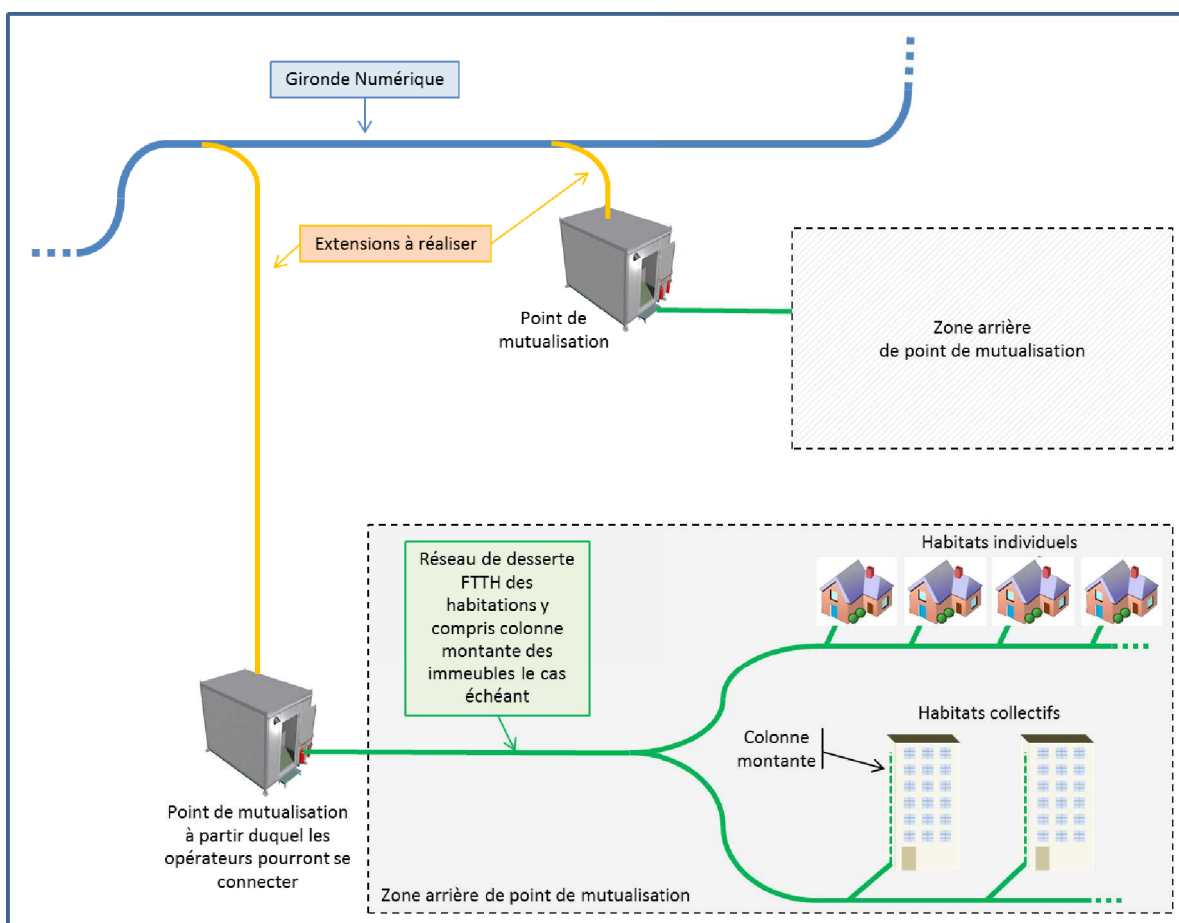 Gironde Numérique
Extensions à réaliser
Point de
mutualisation
Zone arrière
de point de mutualisation
Réseau de desserte
FTTH des
habitations y
compris colonne
montante des
immeubles le cas
échéant
Habitats individuels
Habitats collectifs
Colonne
montante
Point de mutualisation
à partir duquel les
opérateurs pourront se
connecter
Zone arrière de point de mutualisation